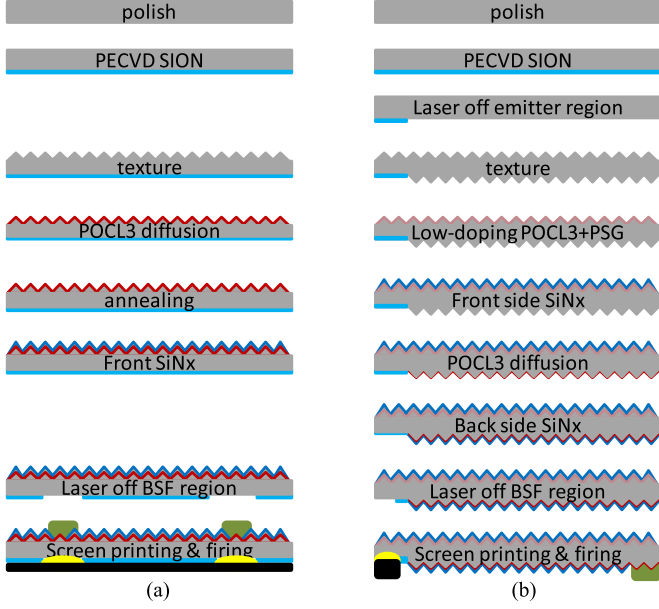 polish
PECVD SION
texture
POCL3 diffusion
annealing
Front SiNx
Laser off BSF region
Screen printing & firing
(a)
polish
PECVD SION
Laser off emitter region
texture
Low-doping POCL3+PSG
Front side SiNx
POCL3 diffusion
Back side SiNx
Laser off BSF region
Screen printing & firing
(b)